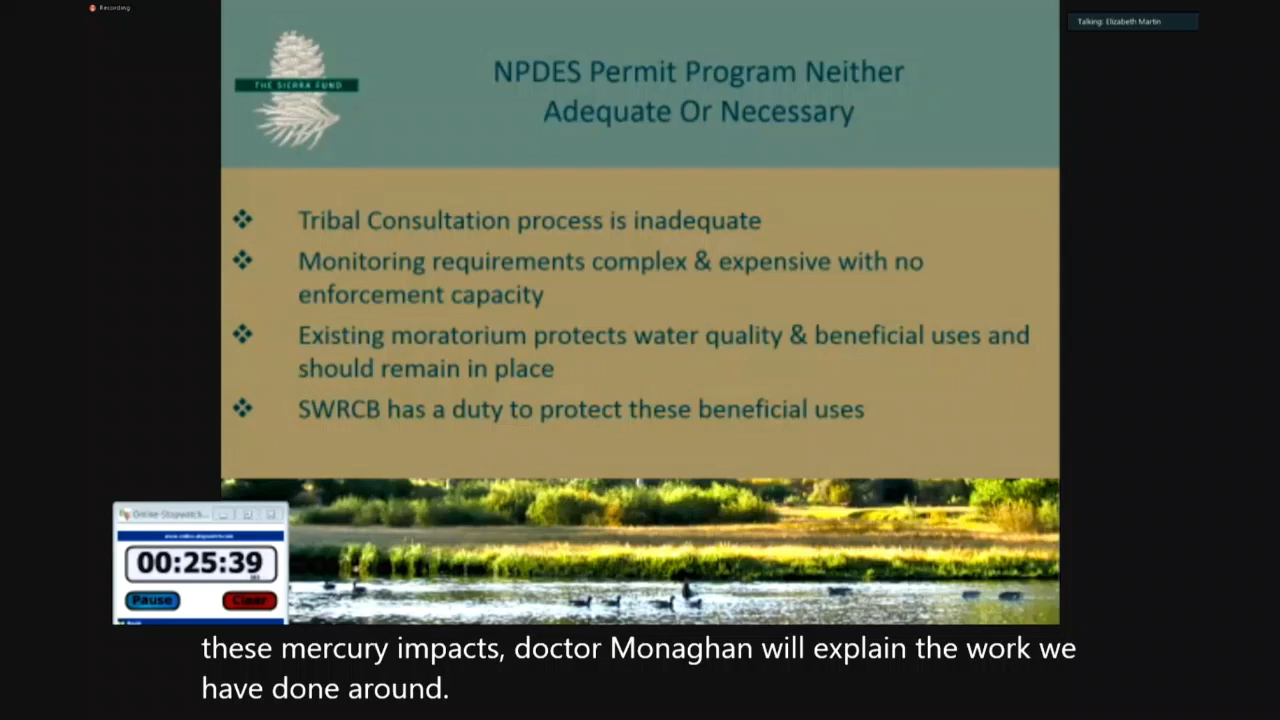 Recording
Talking: Elizabeth Martin
THE SIERRA FUND
NPDES Permit Program Neither
Adequate Or Necessary
Tribal Consultation process is inadequate
Monitoring requirements complex & expensive with no
enforcement capacity
Existing moratorium protects water quality & beneficial uses and
should remain in place
SWRCB has a duty to protect these beneficial uses
Online Stopwatch...
00:25:39
Pause
Clear
these mercury impacts, doctor Monaghan will explain the work we
have done around.